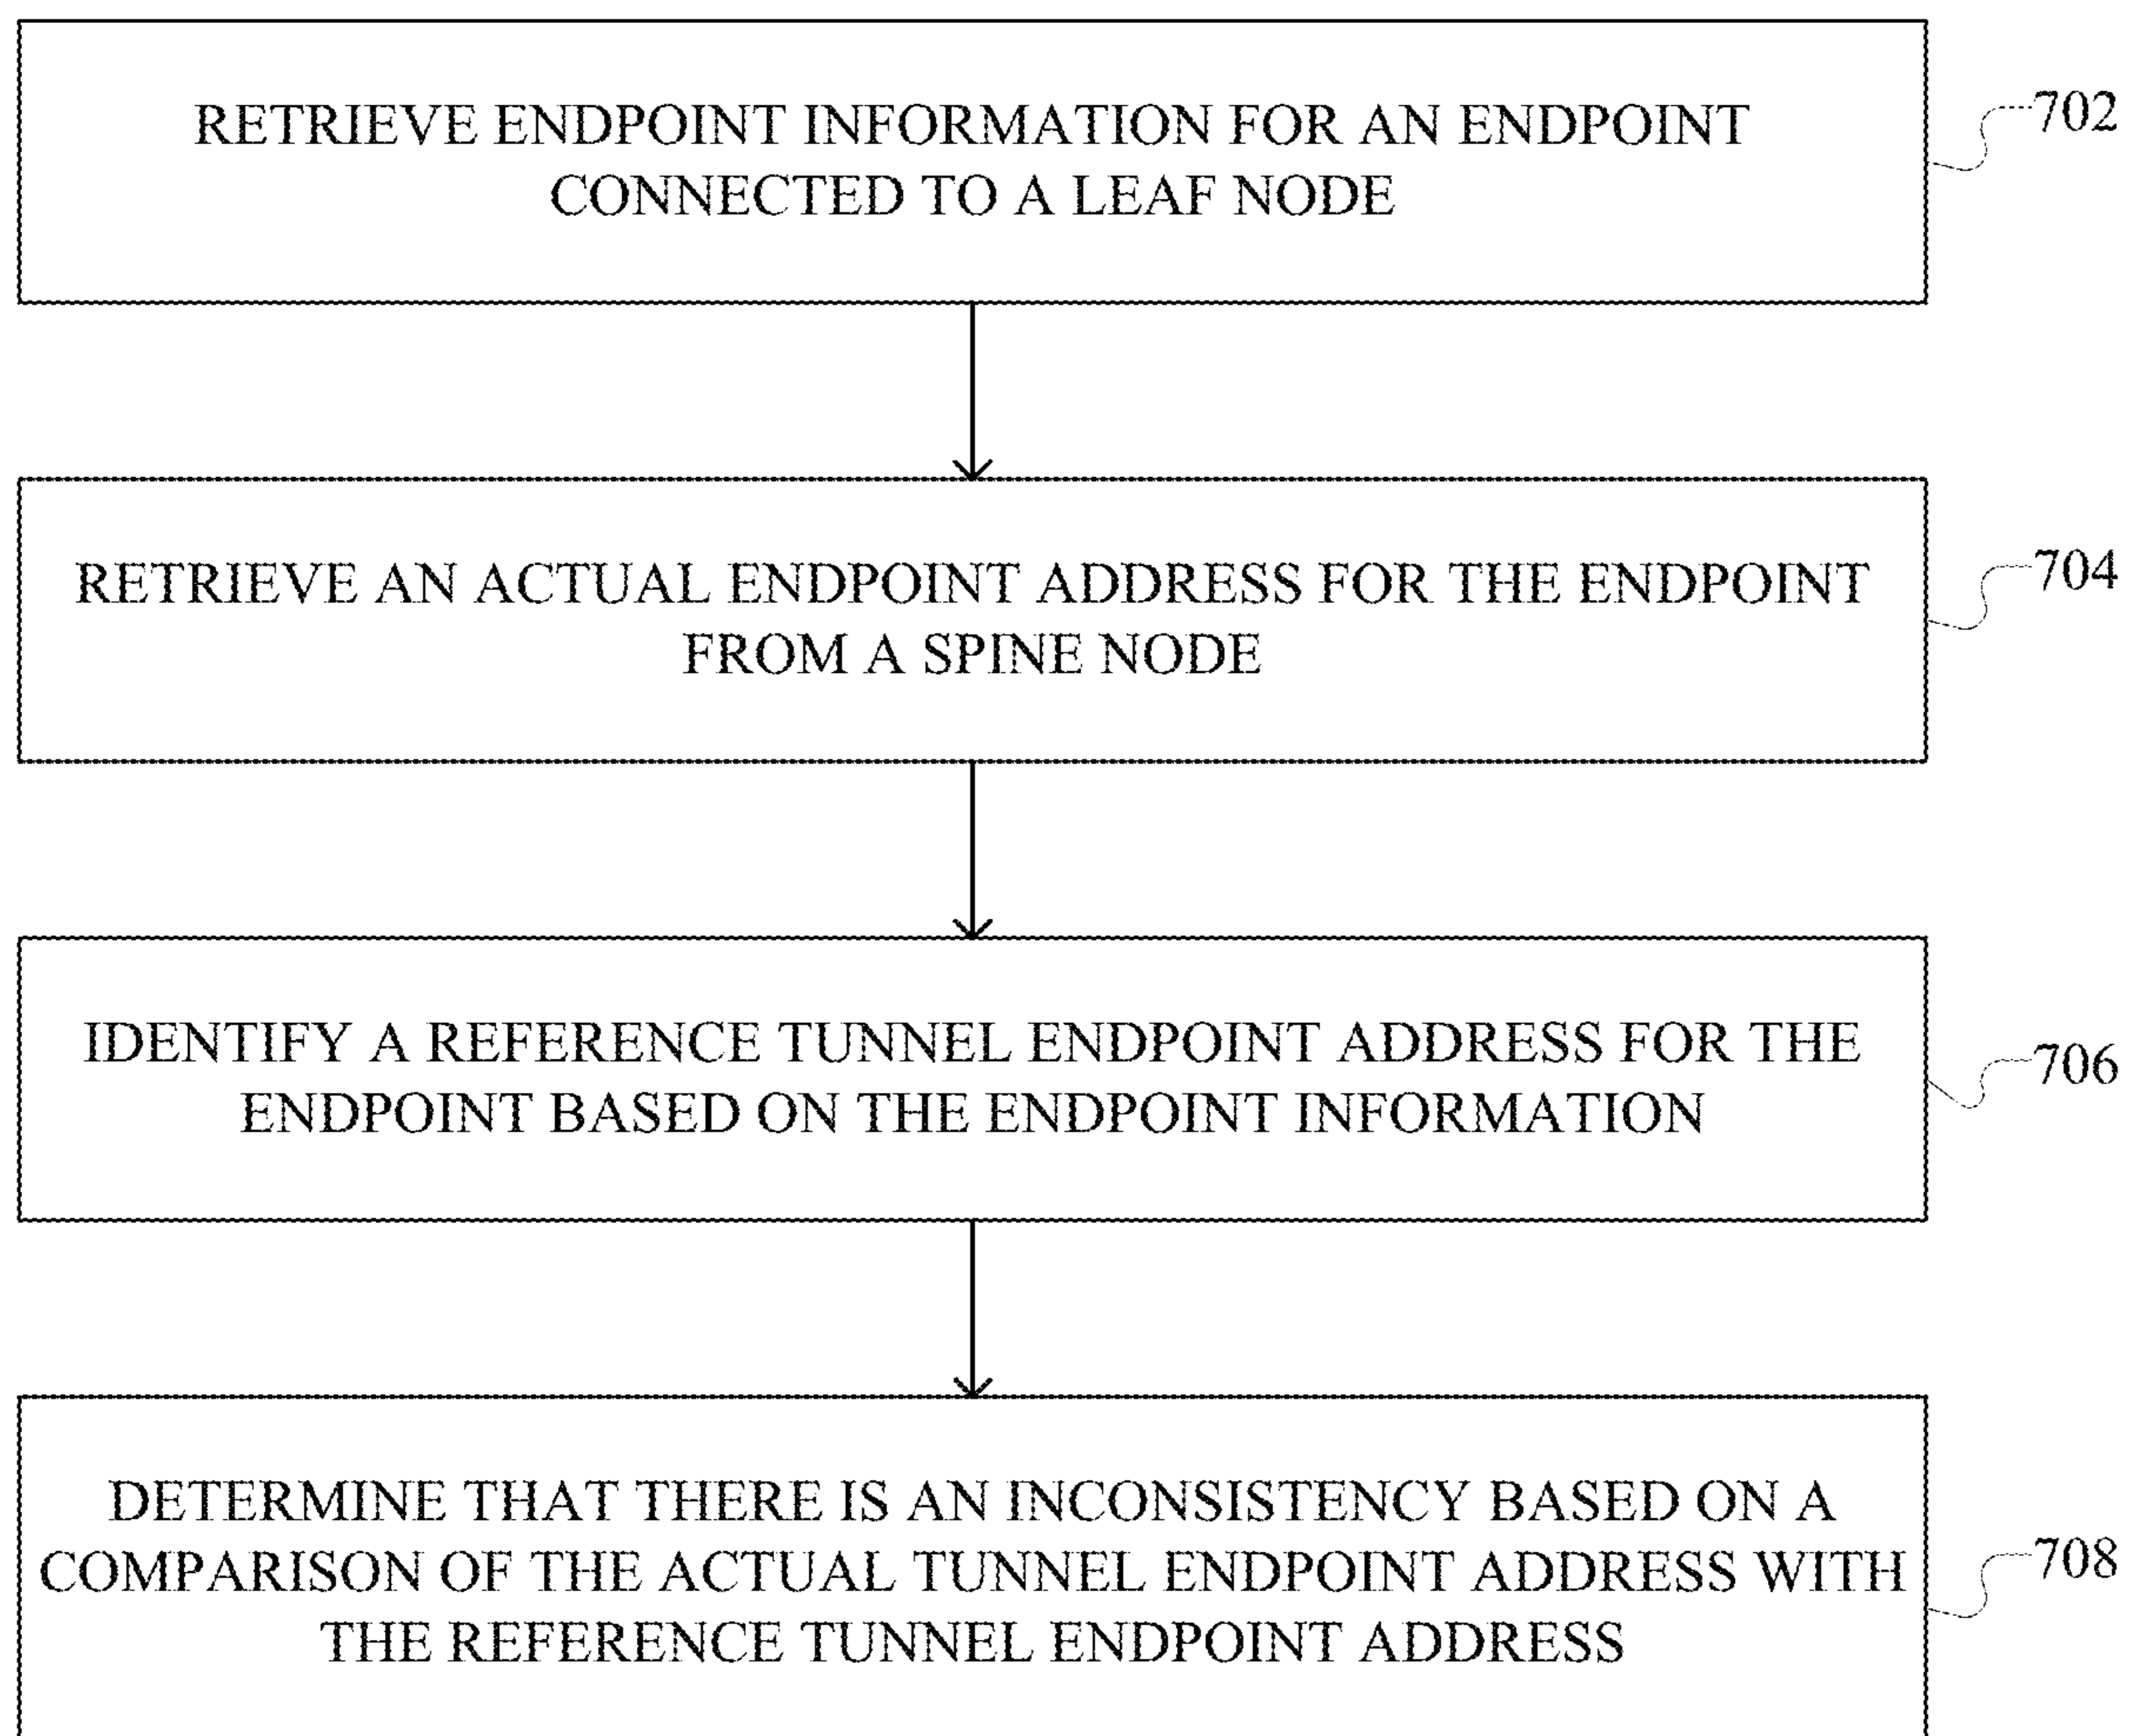 RETRIEVE ENDPOINT INFORMATION FOR AN ENDPOINT
CONNECTED TO A LEAF NODE
702
RETRIEVE AN ACTUAL ENDPOINT ADDRESS FOR THE ENDPOINT
FROM A SPINE NODE
704
IDENTIFY A REFERENCE TUNNEL ENDPOINT ADDRESS FOR THE
ENDPOINT BASED ON THE ENDPOINT INFORMATION
706
DETERMINE THAT THERE IS AN INCONSISTENCY BASED ON A
COMPARISON OF THE ACTUAL TUNNEL ENDPOINT ADDRESS WITH
THE REFERENCE TUNNEL ENDPOINT ADDRESS
708